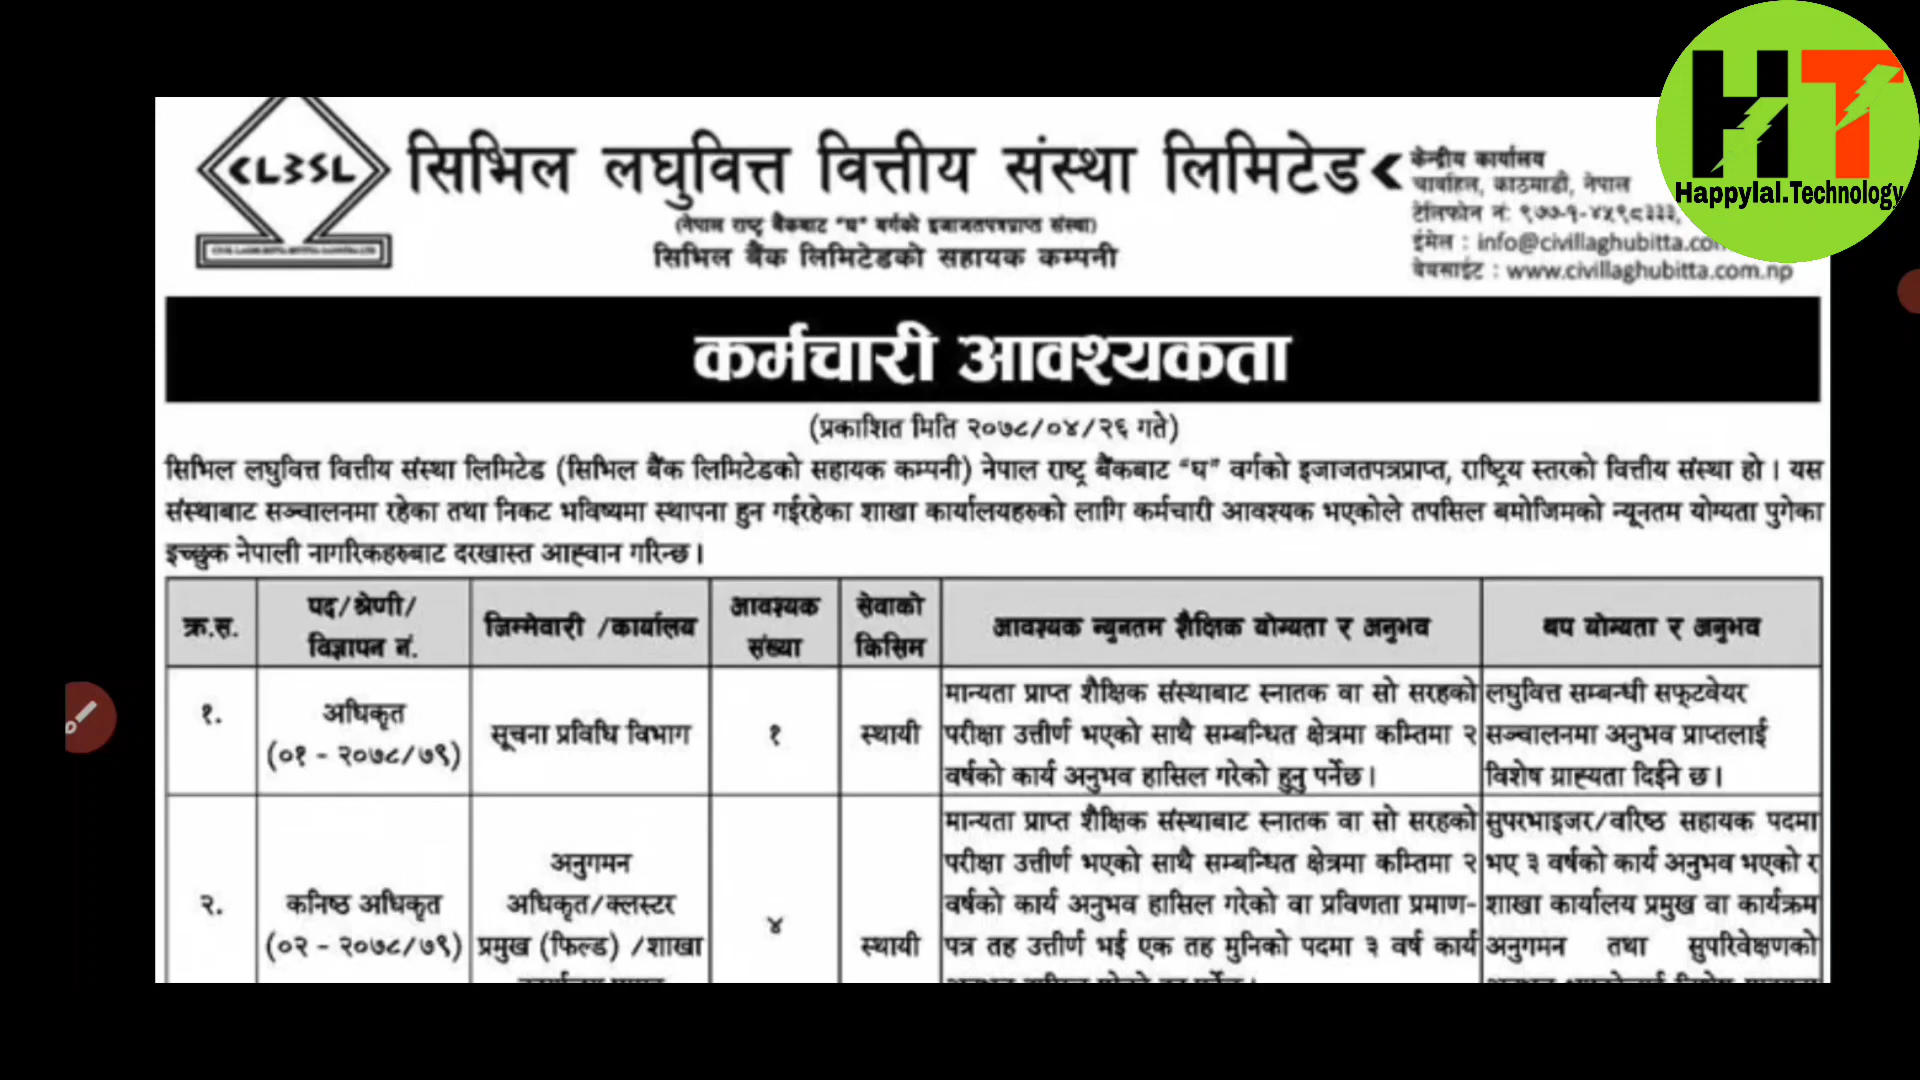 CLBSL
सिभिल लघुवित्त वित्तीय संस्था लिमिटेड
(नेपाल राष्ट्र बैंकबाट "घ" वर्गको इजाजतपत्रप्राप्त संस्था)
सिभिल बैंक लिमिटेडको सहायक कम्पनी
केन्द्रीय कार्यालय
काठमाडौं, नेपाल
टेलिफोन नं: ९७७-१-४५९८३३३,
ईमेल : info@civillaghubitta.co
वेबसाईट : www.civillaghubitta.com.np
HT
Happylal.Technology
कर्मचारी आवश्यकता
(प्रकाशित मिति २०७८/०४/२६ गते)
सिभिल लघुवित्त वित्तीय संस्था लिमिटेड (सिभिल बैंक लिमिटेडको सहायक कम्पनी) नेपाल राष्ट्र बैंकबाट "घ" वर्गको इजाजतपत्रप्राप्त, राष्ट्रिय स्तरको वित्तीय संस्था हो । यस
संस्थाबाट सञ्चालनमा रहेका तथा निकट भविष्यमा स्थापना हुन गईरहेका शाखा कार्यालयहरुको लागि कर्मचारी आवश्यक भएकोले तपसिल बमोजिमको न्यूनतम योग्यता पुगेका
इच्छुक नेपाली नागरिकहरुबाट दरखास्त आह्वान गरिन्छ ।
क्र.स.
पद/श्रेणी/
विज्ञापन नं.
जिम्मेवारी /कार्यालय
आवश्यक
संख्या
सेवाको
किसिम
आवश्यक न्यूनतम शैक्षिक योग्यता र अनुभव
थप योग्यता र अनुभव
१.
अधिकृत
(०१ - २०७८/७९)
सूचना प्रविधि विभाग
१
स्थायी
मान्यता प्राप्त शैक्षिक संस्थाबाट स्नातक वा सो सरहको
परीक्षा उत्तीर्ण भएको साथै सम्बन्धित क्षेत्रमा कम्तिमा २
वर्षको कार्य अनुभव हासिल गरेको हुनु पर्नेछ ।
लघुवित्त सम्बन्धी सफ्टवेयर
सञ्चालनमा अनुभव प्राप्तलाई
विशेष ग्राह्यता दिईने छ ।
२.
कनिष्ठ अधिकृत
(०२ - २०७८/७९)
अनुगमन
अधिकृत/क्लस्टर
प्रमुख (फिल्ड) /शाखा
४
स्थायी
मान्यता प्राप्त शैक्षिक संस्थाबाट स्नातक वा सो सरहको
परीक्षा उत्तीर्ण भएको साथै सम्बन्धित क्षेत्रमा कम्तिमा २
वर्षको कार्य अनुभव हासिल गरेको वा प्रविणता प्रमाण-
पत्र तह उत्तीर्ण भई एक तह मुनिको पदमा ३ वर्ष कार्य
सुपरभाइजर/वरिष्ठ सहायक पदमा
भए ३ वर्षको कार्य अनुभव भएको र
शाखा कार्यालय प्रमुख वा कार्यक्रम
अनुगमन तथा सुपरिवेक्षणको